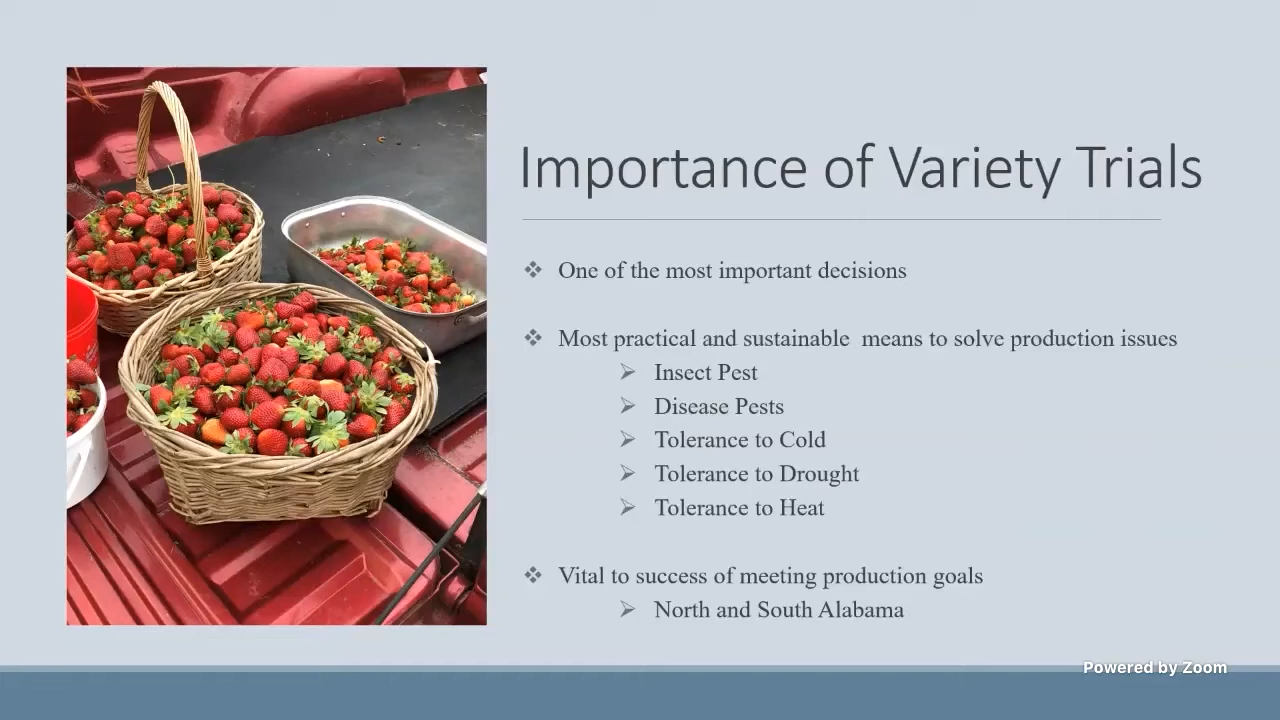 Importance of Variety Trials
❖ One of the most important decisions
❖ Most practical and sustainable  means to solve production issues
➢ Insect Pest
➢ Disease Pests
➢ Tolerance to Cold
➢ Tolerance to Drought
➢ Tolerance to Heat
❖ Vital to success of meeting production goals
➢ North and South Alabama
Powered by Zoom